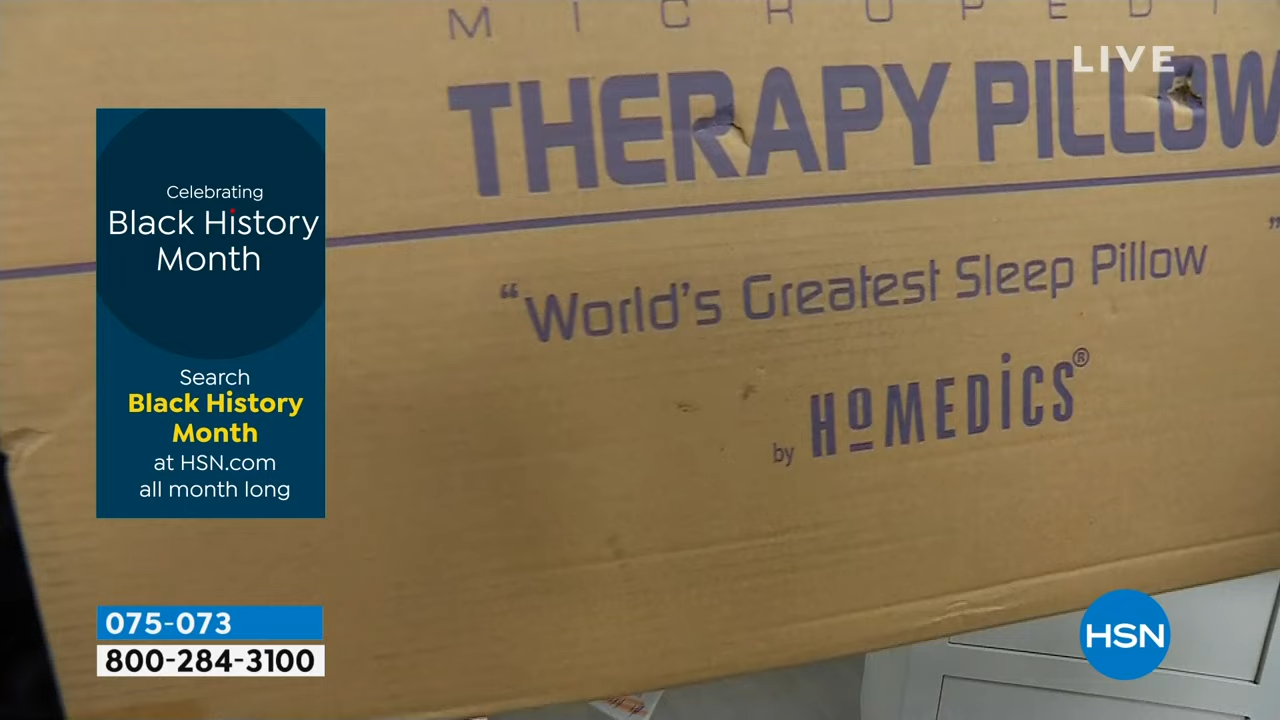 MICROPEDI
LIVE
THERAPY PILLOW
"World's Greatest Sleep Pillow"
by HoMEDiCS®
Celebrating
Black History
Month
Search
Black History
Month
at HSN.com
all month long
075-073
800-284-3100
HSN